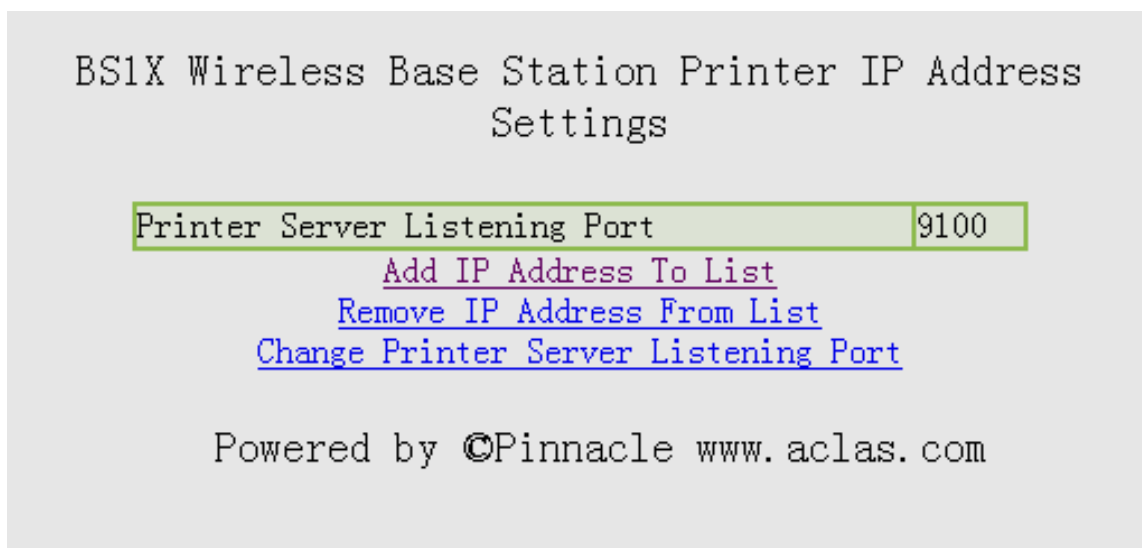 BS1X Wireless Base Station Printer IP Address
Settings
Printer Server Listening Port 9100
Add IP Address To List
Remove IP Address From List
Change Printer Server Listening Port
Powered by ©Pinnacle www.aclas.com